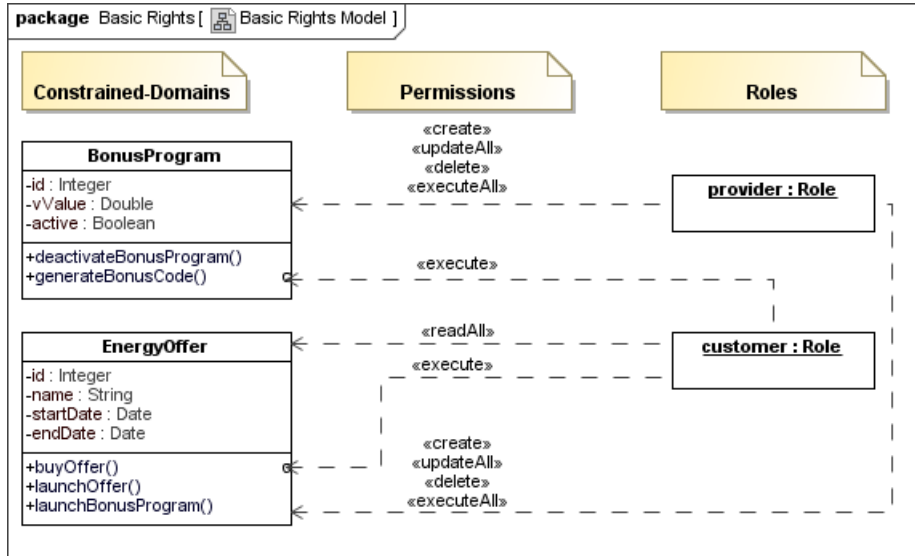 package Basic Rights [ Basic Rights Model ]
Constrained-Domains
Permissions
Roles
BonusProgram
-id : Integer
-vValue : Double
-active : Boolean
+deactivateBonusProgram()
+generateBonusCode()
«create»
«updateAll»
«delete»
«executeAll»
provider : Role
«execute»
EnergyOffer
-id : Integer
-name : String
-startDate : Date
-endDate : Date
+buyOffer()
+launchOffer()
+launchBonusProgram()
«readAll»
«execute»
customer : Role
«create»
«updateAll»
«delete»
«executeAll»